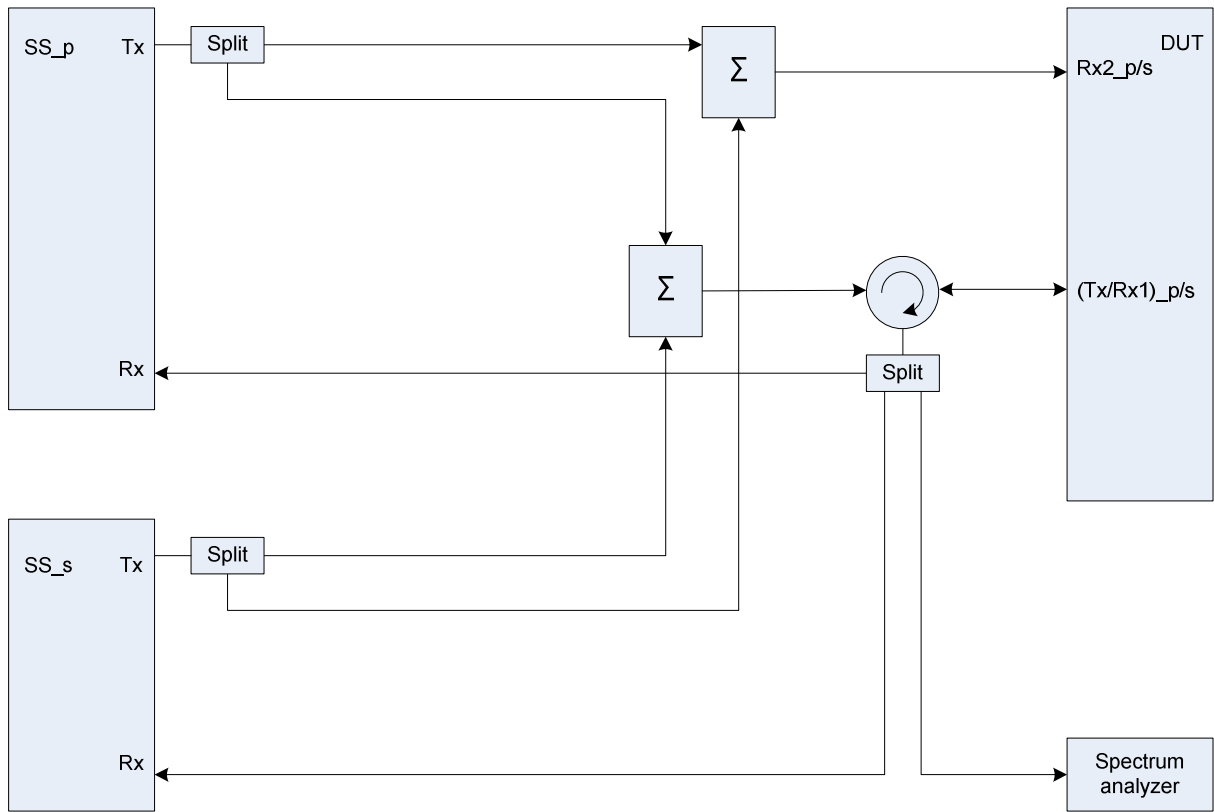 SS_p
Tx
Split
Σ
DUT
Rx2_p/s
Σ
(Tx/Rx1)_p/s
Rx
Split
SS_s
Tx
Split
Rx
Spectrum
analyzer